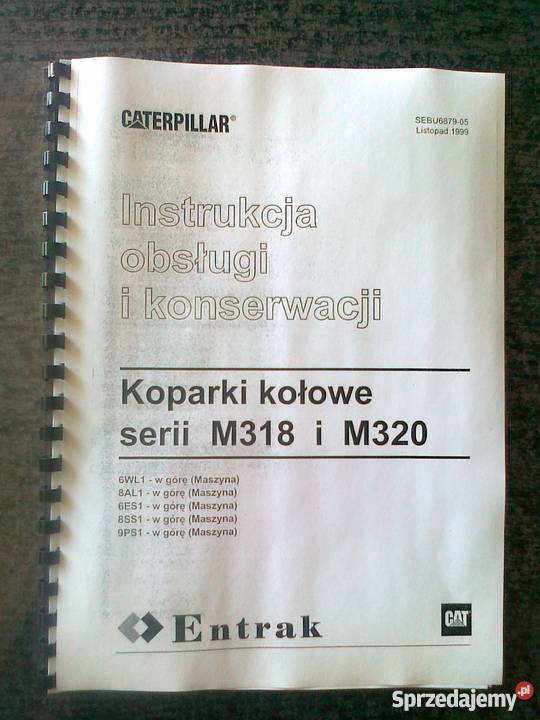 CATERPILLAR®
SEBU6879-05
Listopad 1999
Instrukcja
obsługi
i konserwacji
Koparki kołowe
serii M318 i M320
6WL1 - w górę (Maszyna)
8AL1 - w górę (Maszyna)
6ES1 - w górę (Maszyna)
8SS1 - w górę (Maszyna)
9PS1 - w górę (Maszyna)
Entrak
CAT
Sprzedajemy.pl